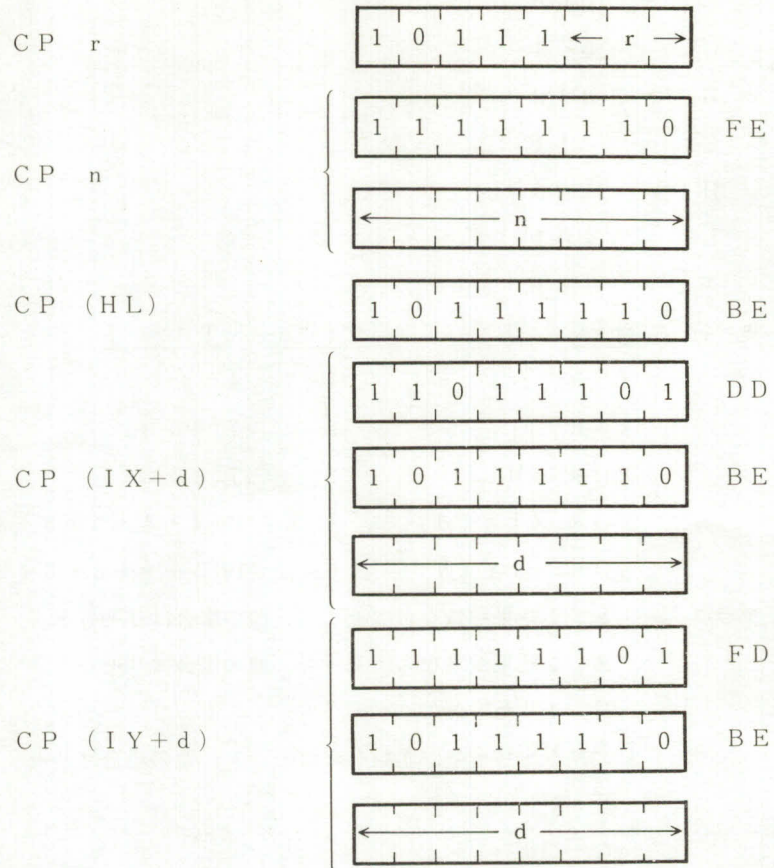 CP r
1 0 1 1 1 ← r →
CP n
1 1 1 1 1 1 1 0 FE
← n →
CP (HL)
1 0 1 1 1 1 1 0 BE
CP (IX+d)
1 1 0 1 1 1 0 1 DD
1 0 1 1 1 1 1 0 BE
← d →
CP (IY+d)
1 1 1 1 1 1 0 1 FD
1 0 1 1 1 1 1 0 BE
← d →